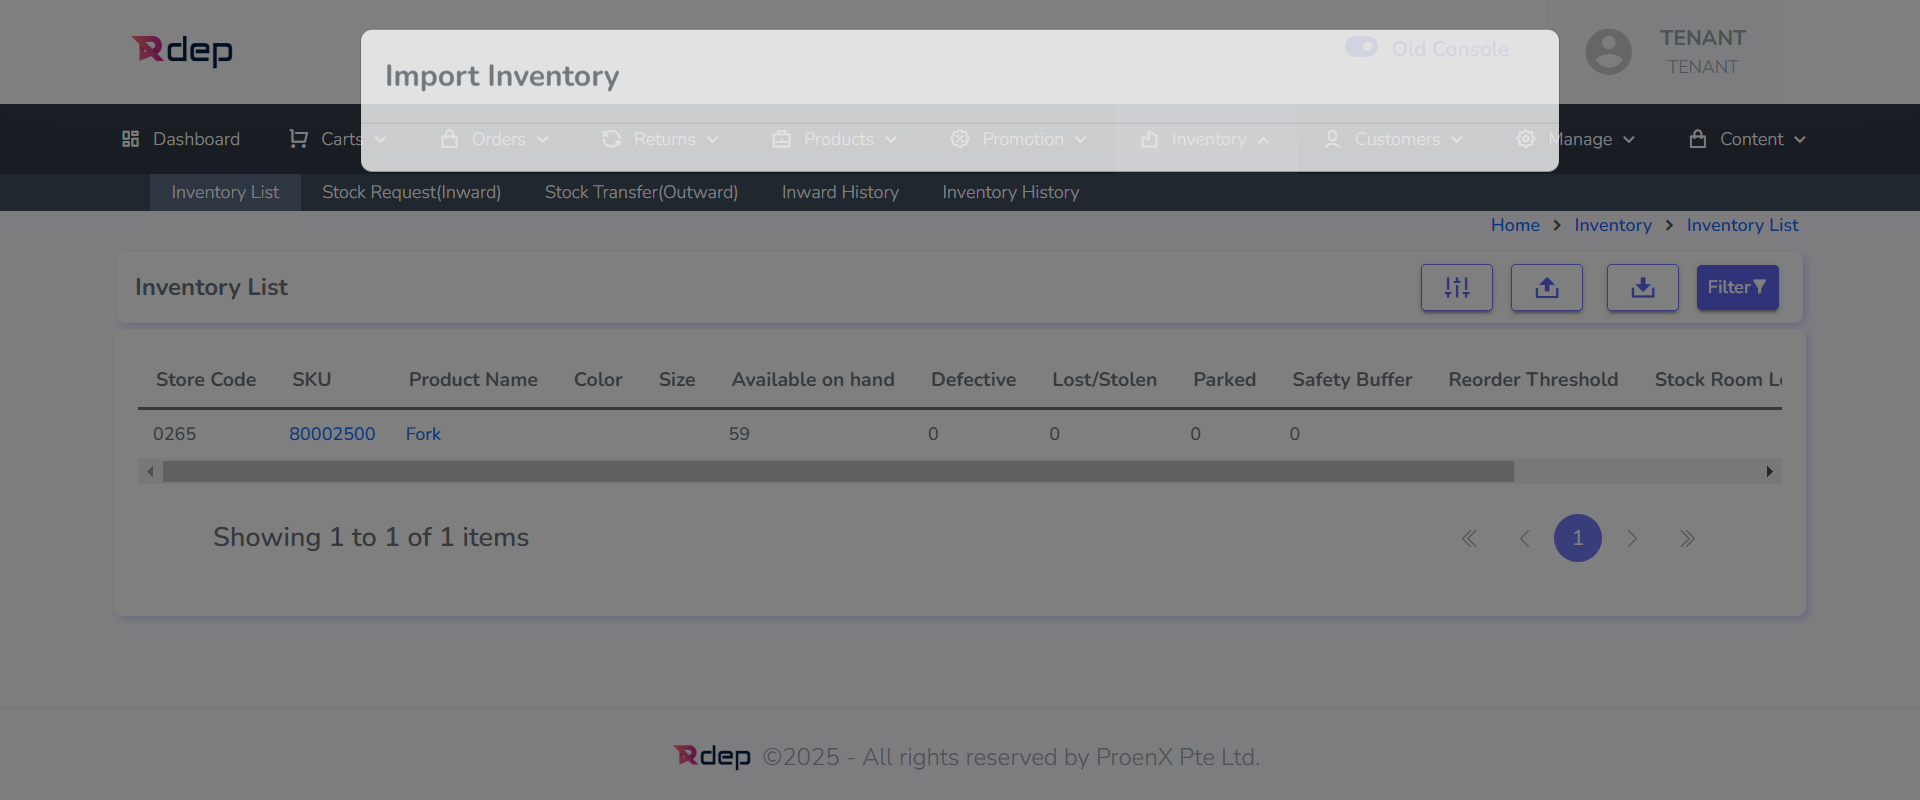 Rdep
Import Inventory
Old Console
TENANT
TENANT
Dashboard Carts Orders Returns Products Promotion Inventory Customers Manage Content
Inventory List Stock Request(Inward) Stock Transfer(Outward) Inward History Inventory History
Home > Inventory > Inventory List
Inventory List
Filter
Store Code SKU Product Name Color Size Available on hand Defective Lost/Stolen Parked Safety Buffer Reorder Threshold Stock Room
0265 80002500 Fork 59 0 0 0 0
Showing 1 to 1 of 1 items
1
Rdep ©2025 - All rights reserved by ProenX Pte Ltd.